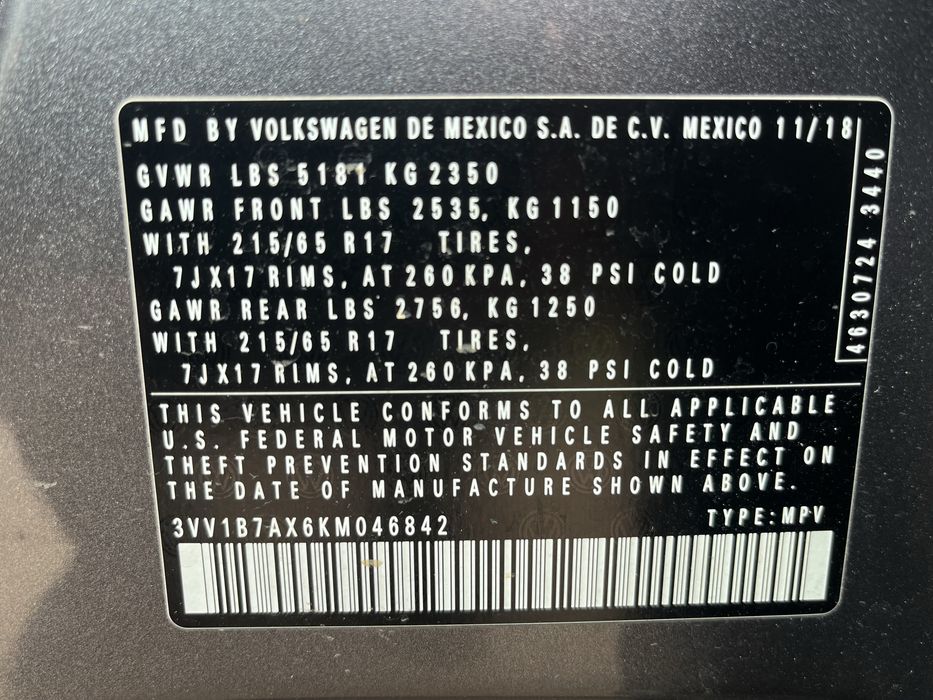 MFD BY VOLKSWAGEN DE MEXICO S.A. DE C.V. MEXICO 11/18
GVWR LBS 5181 KG 2350
GAWR FRONT LBS 2535, KG 1150
WITH 215/65 R17 TIRES,
7JX17 RIMS, AT 260 KPA, 38 PSI COLD
GAWR REAR LBS 2756, KG 1250
WITH 215/65 R17 TIRES,
7JX17 RIMS, AT 260 KPA, 38 PSI COLD
4630724 3440
THIS VEHICLE CONFORMS TO ALL APPLICABLE
U.S. FEDERAL MOTOR VEHICLE SAFETY AND
THEFT PREVENTION STANDARDS IN EFFECT ON
THE DATE OF MANUFACTURE SHOWN ABOVE.
3VV1B7AX6KM046842 TYPE: MPV